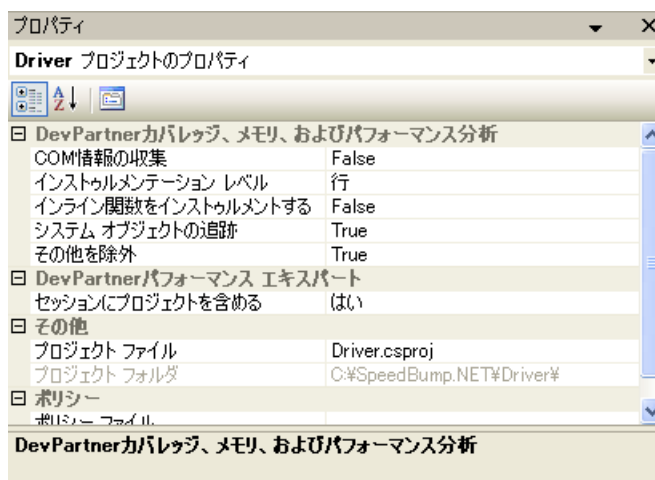 プロパティ
Driver プロジェクトのプロパティ
DevPartnerカバレッジ、メモリ、およびパフォーマンス分析
COM情報の収集 False
インストゥルメンテーション レベル 行
インライン関数をインストゥルメントする False
システム オブジェクトの追跡 True
その他を除外 True
DevPartnerパフォーマンス エキスパート
セッションにプロジェクトを含める はい
その他
プロジェクト ファイル Driver.csproj
プロジェクト フォルダ C:¥SpeedBump.NET¥Driver¥
ポリシー
ポリシー ファイル
DevPartnerカバレッジ、メモリ、およびパフォーマンス分析